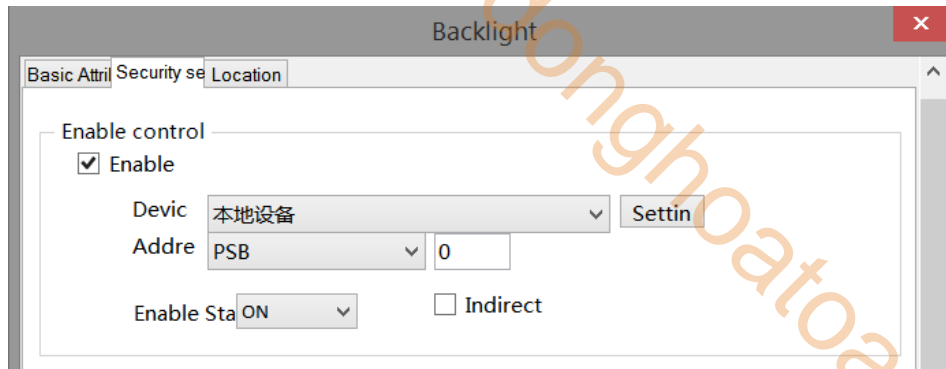 Backlight
Basic Attril Security se Location
Enable control
Enable
Devic 本地设备 Settin
Addre PSB 0
Enable Sta ON Indirect
donghoatoa